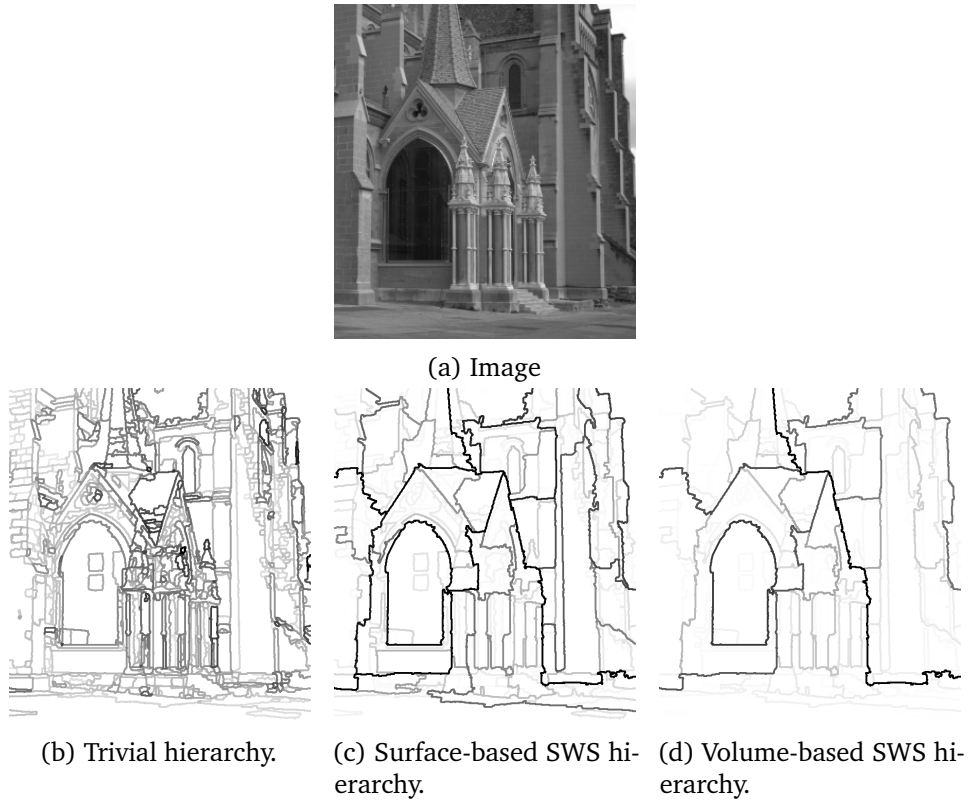 (a) Image
(b) Trivial hierarchy.
(c) Surface-based SWS hi-
erarchy.
(d) Volume-based SWS hi-
erarchy.